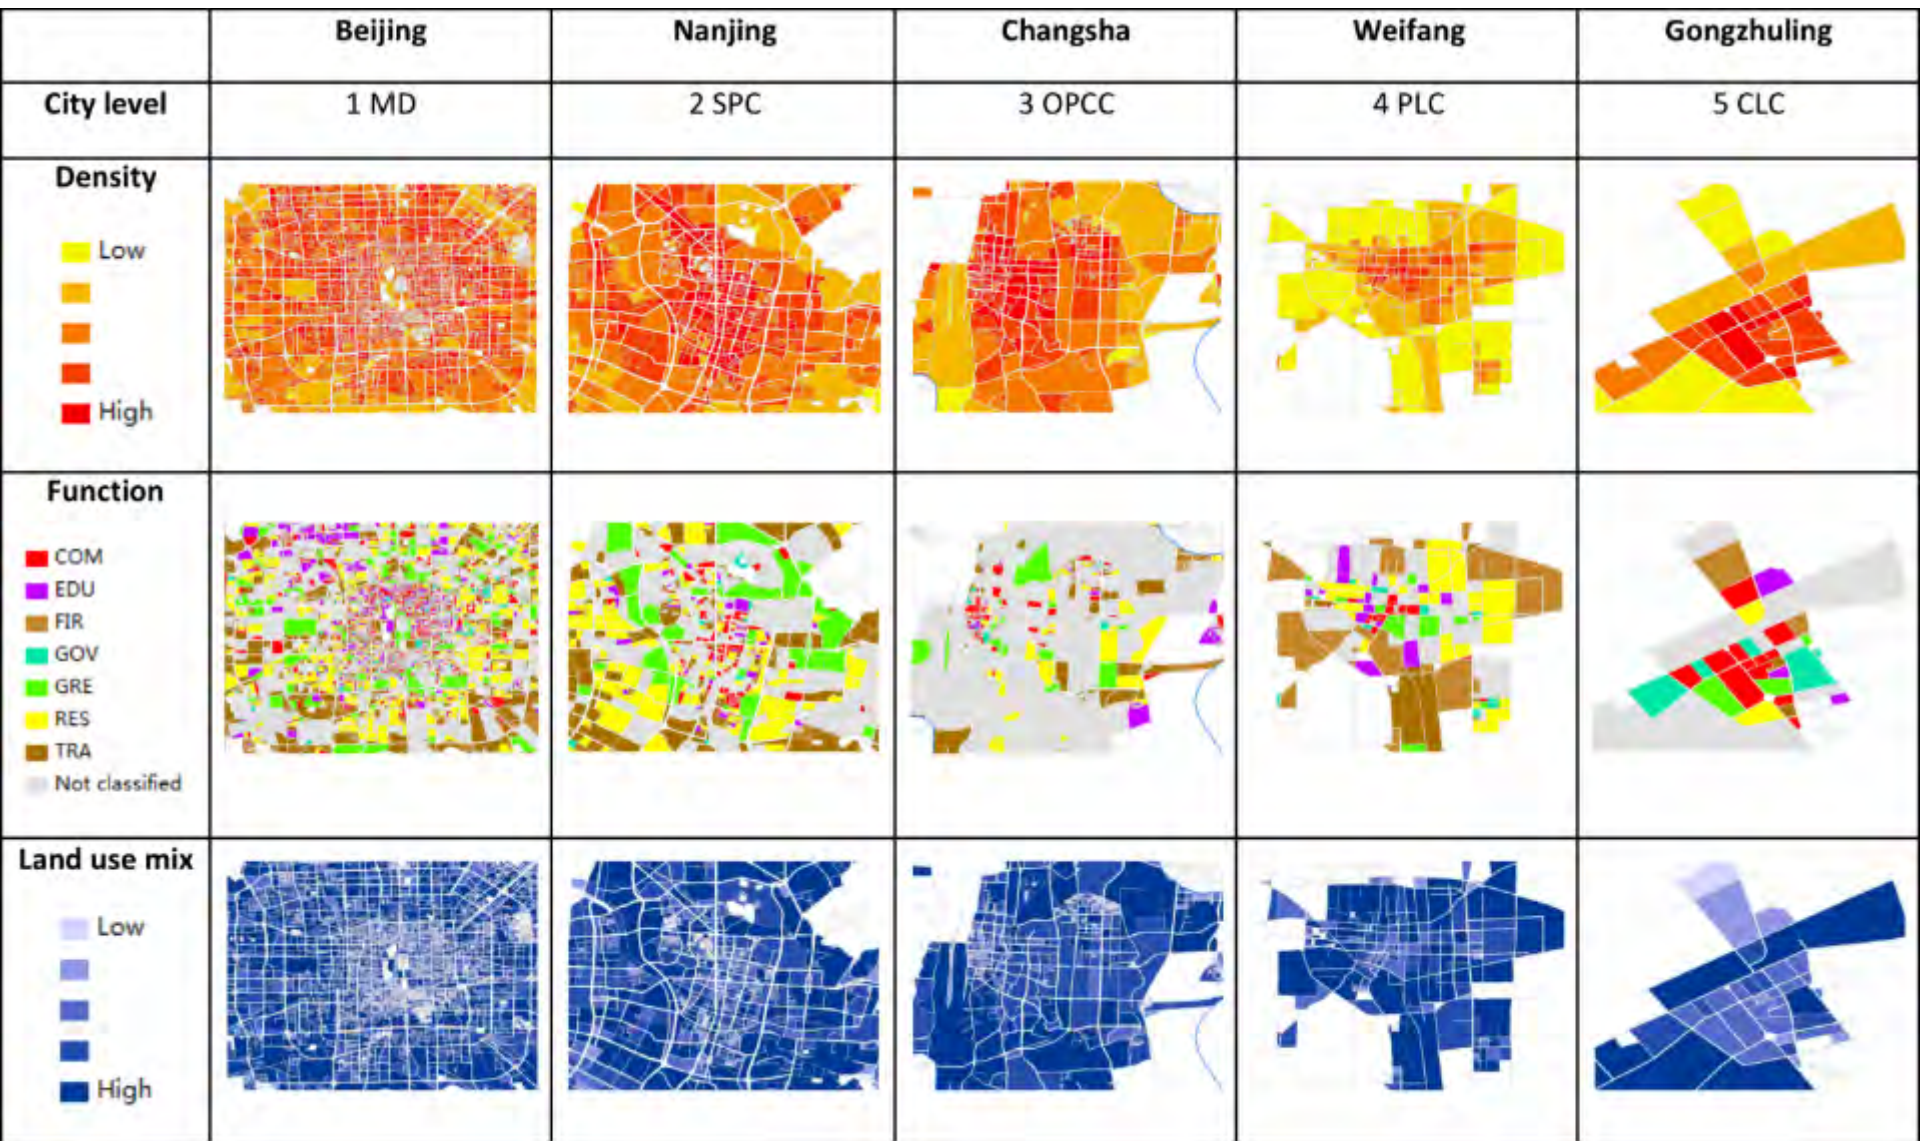 Beijing Nanjing Changsha Weifang Gongzhuling
City level 1 MD 2 SPC 3 OPCC 4 PLC 5 CLC
Density
Low
High
Function
COM
EDU
FIR
GOV
GRE
RES
TRA
Not classified
Land use mix
Low
High